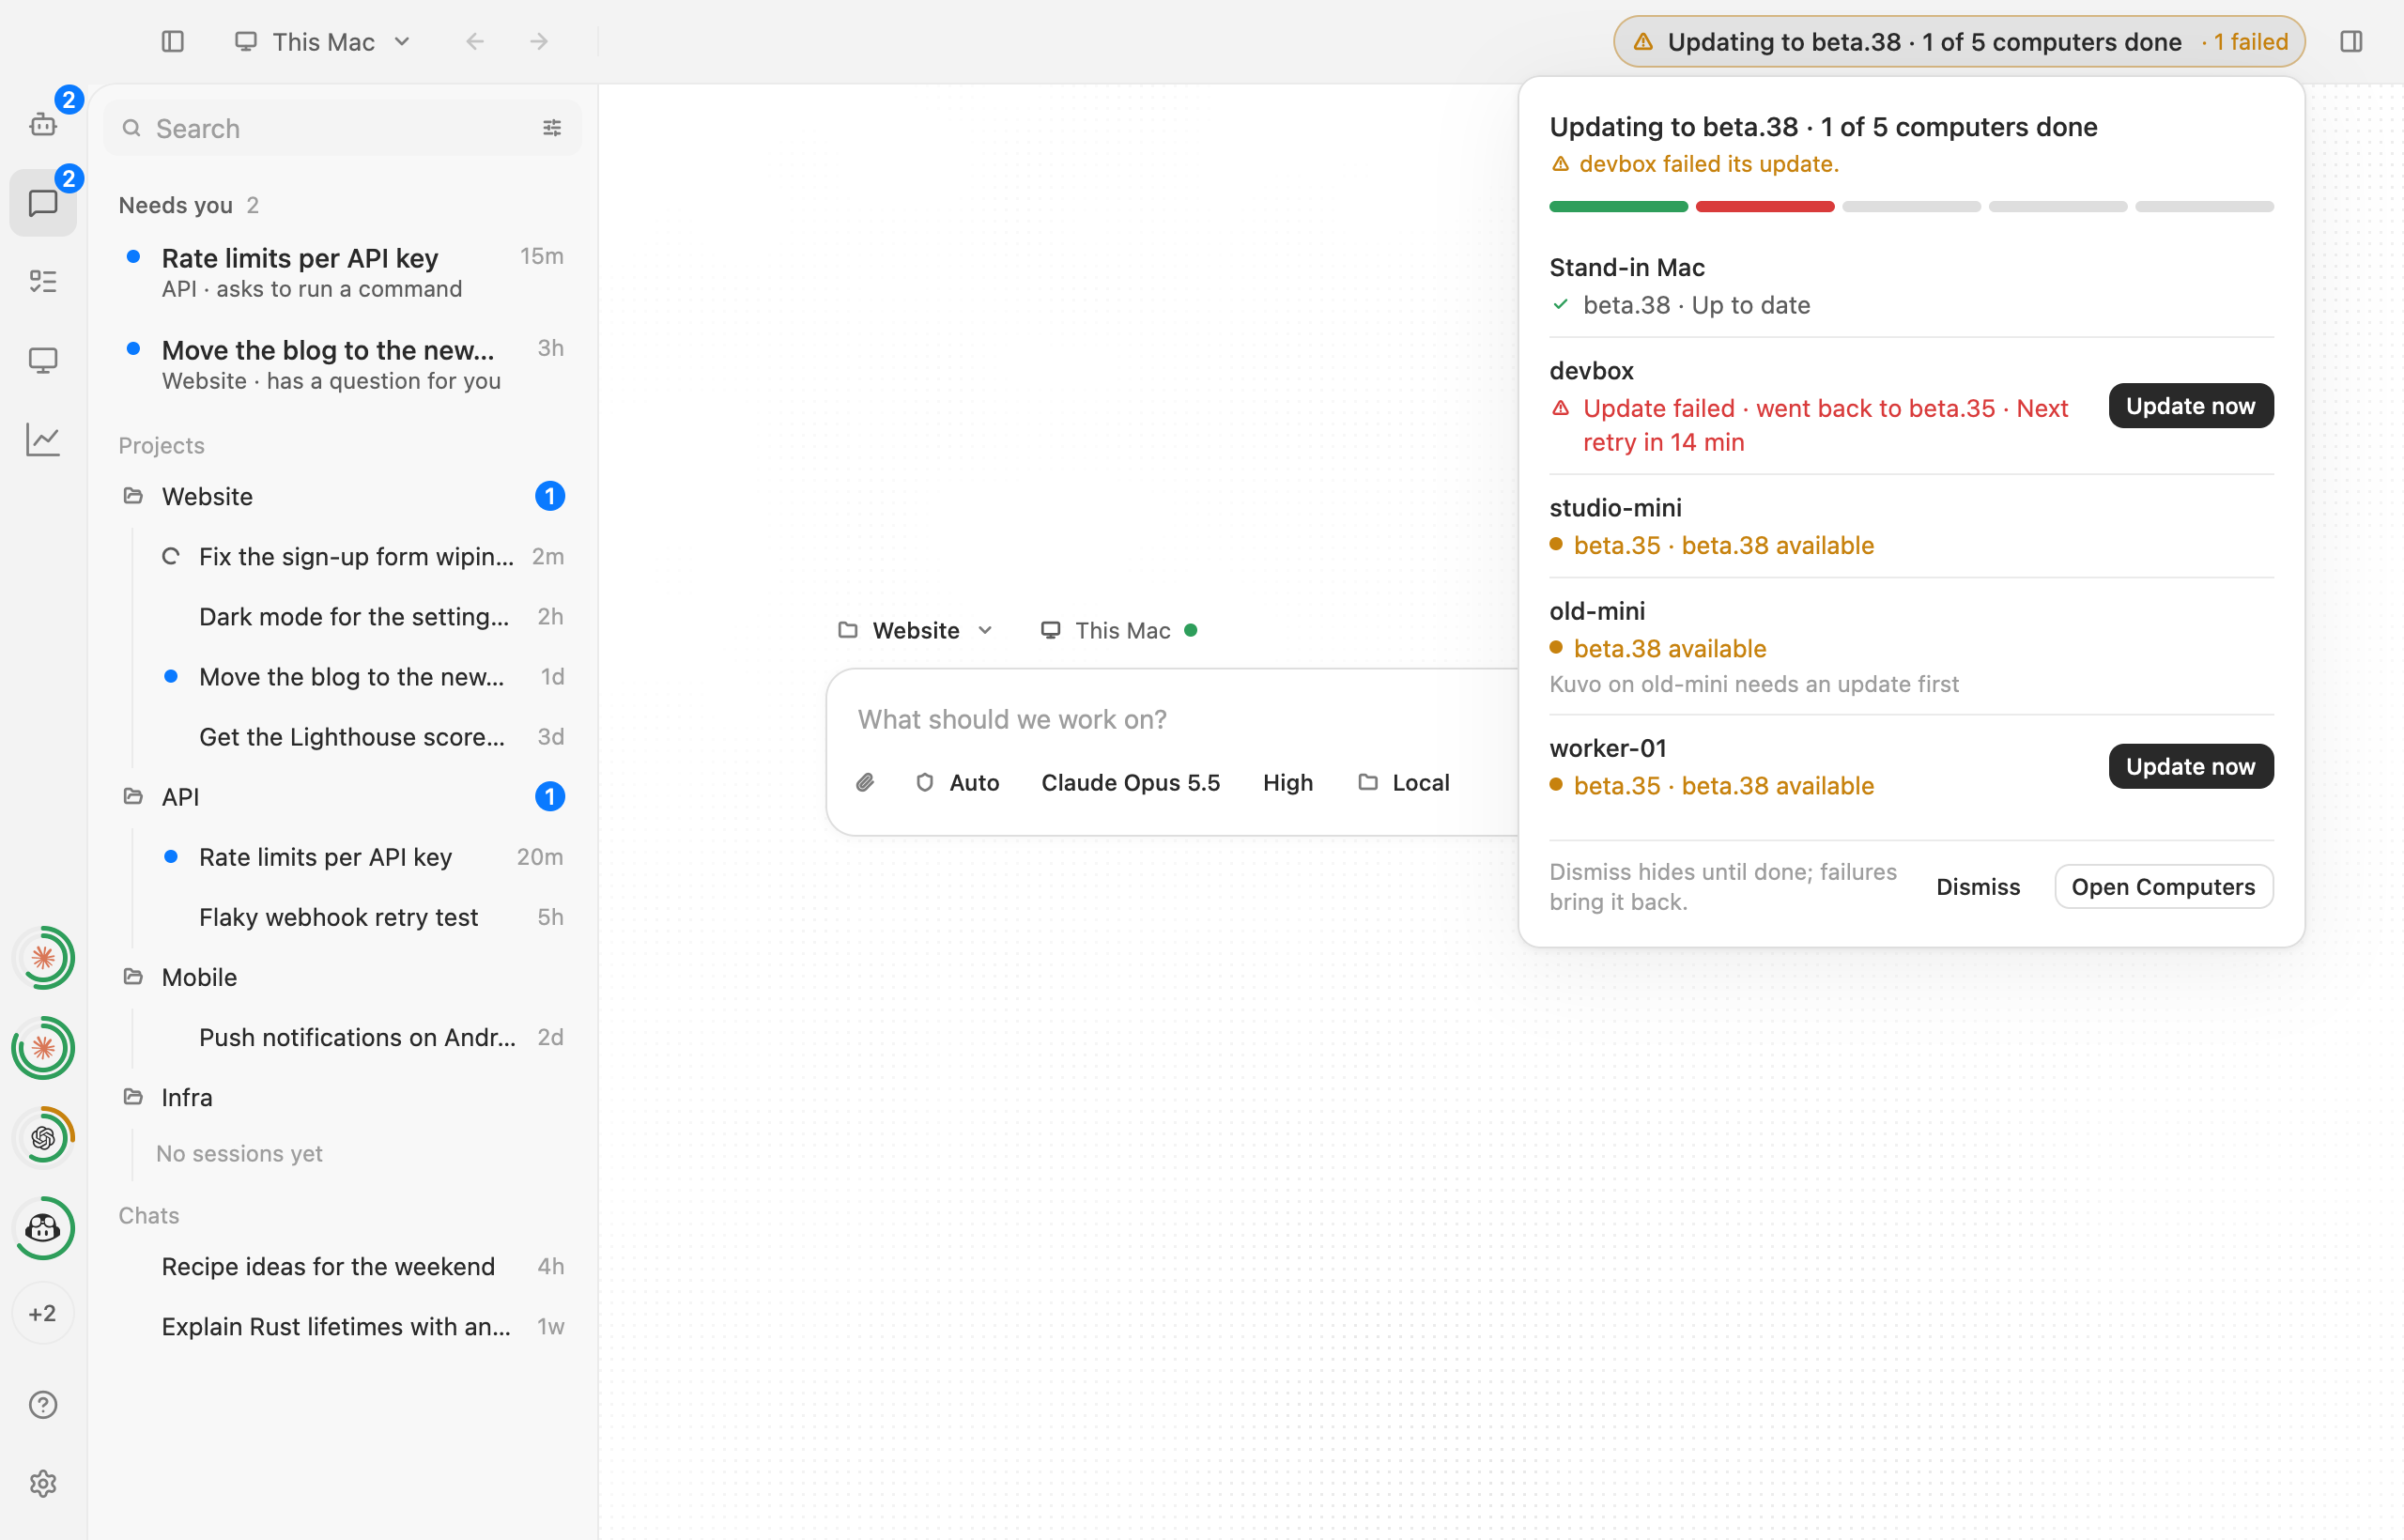 This Mac
Updating to beta.38 · 1 of 5 computers done · 1 failed
2
2
+2
Search
Needs you 2
Rate limits per API key 15m
API · asks to run a command
Move the blog to the new... 3h
Website · has a question for you
Projects
Website 1
Fix the sign-up form wipin... 2m
Dark mode for the setting... 2h
Move the blog to the new... 1d
Get the Lighthouse score... 3d
API 1
Rate limits per API key 20m
Flaky webhook retry test 5h
Mobile
Push notifications on Andr... 2d
Infra
No sessions yet
Chats
Recipe ideas for the weekend 4h
Explain Rust lifetimes with an... 1w
Website This Mac
What should we work on?
Auto Claude Opus 5.5 High Local
Updating to beta.38 · 1 of 5 computers done
devbox failed its update.
Stand-in Mac
beta.38 · Up to date
devbox
Update failed · went back to beta.35 · Next
retry in 14 min
Update now
studio-mini
beta.35 · beta.38 available
old-mini
beta.38 available
Kuvo on old-mini needs an update first
worker-01
beta.35 · beta.38 available
Update now
Dismiss hides until done; failures
bring it back.
Dismiss
Open Computers